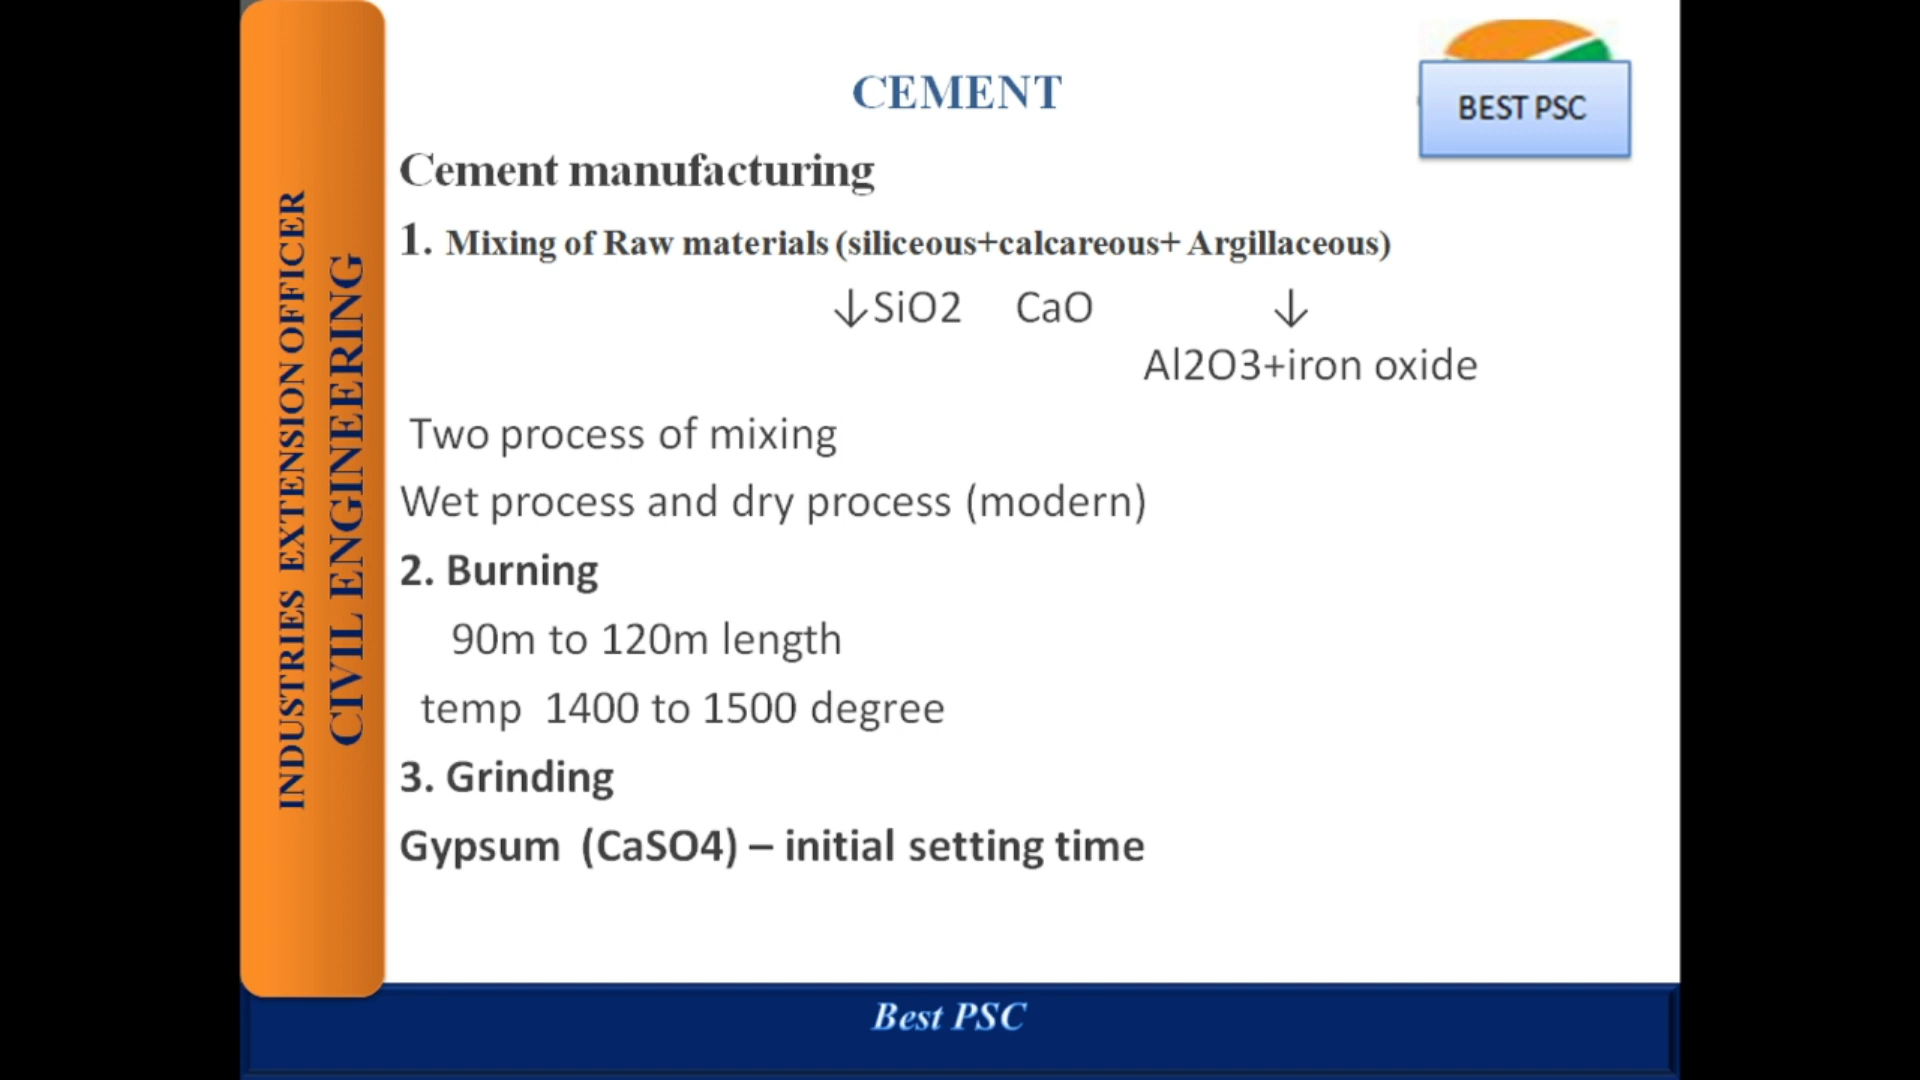 CEMENT
BEST PSC
Cement manufacturing
1. Mixing of Raw materials (siliceous+calcareous+ Argillaceous)
↓SiO2 CaO ↓
Al2O3+iron oxide
Two process of mixing
Wet process and dry process (modern)
2. Burning
90m to 120m length
temp 1400 to 1500 degree
3. Grinding
Gypsum (CaSO4) – initial setting time
INDUSTRIES EXTENSION OFFICER
CIVIL ENGINEERING
Best PSC